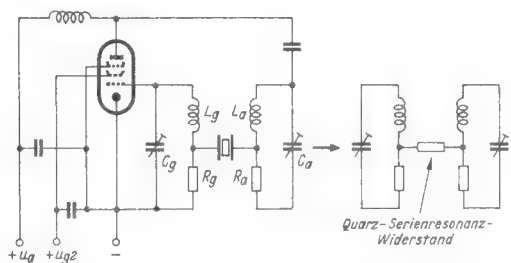 Lg
La
Cg
Rg
Ra
Ca
+ug
+ug2
−
Quarz-Serienresonanz-
Widerstand